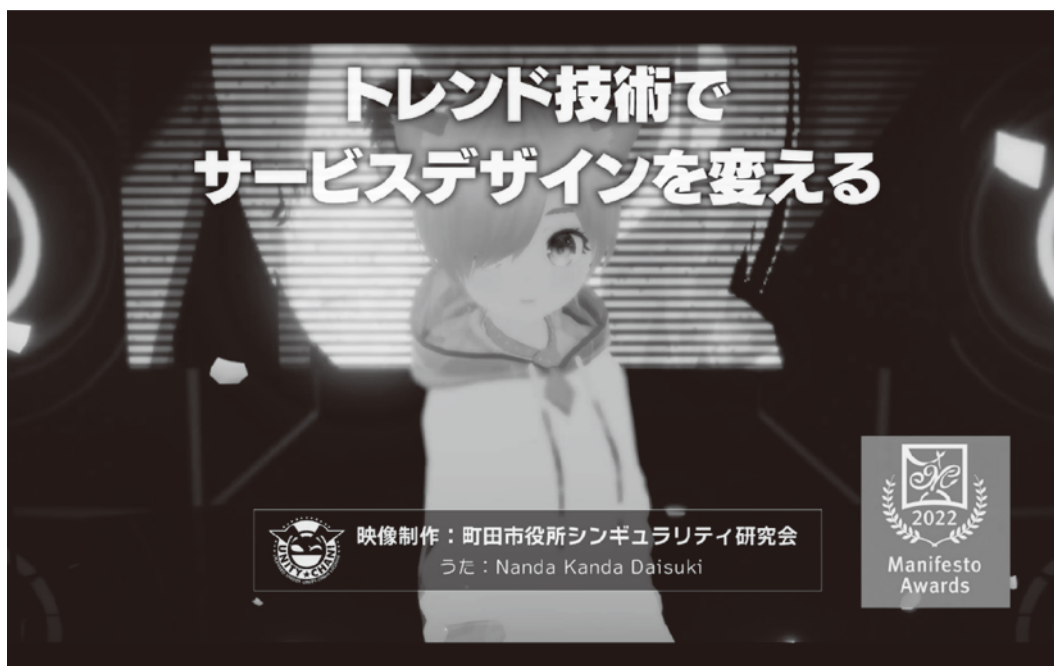 トレンド技術で
サービスデザインを変える
UNITY★CHAN!
映像制作：町田市役所シンギュラリティ研究会
うた：Nanda Kanda Daisuki
2022
Manifesto
Awards